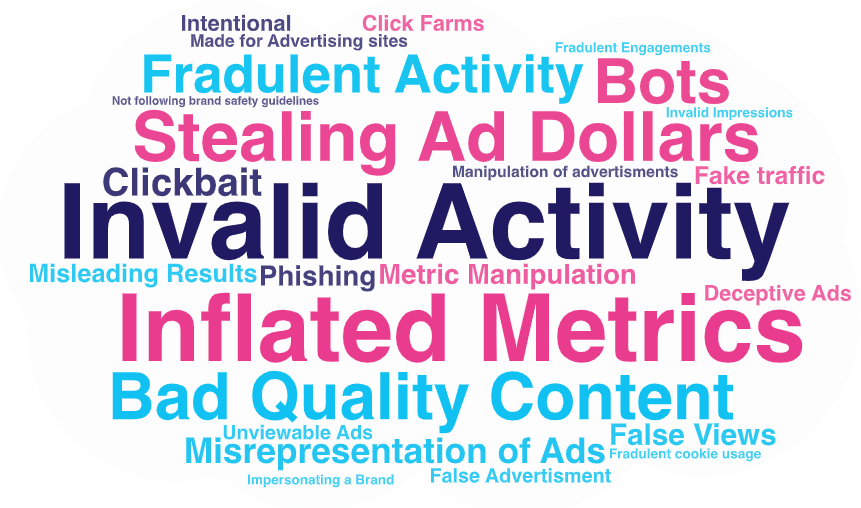 Intentional
Click Farms
Made for Advertising sites
Fradulent Engagements
Fradulent Activity
Bots
Not following brand safety guidelines
Invalid Impressions
Stealing Ad Dollars
Clickbait
Manipulation of advertisments
Fake traffic
Invalid Activity
Misleading Results
Phishing
Metric Manipulation
Deceptive Ads
Inflated Metrics
Bad Quality Content
Unviewable Ads
False Views
Misrepresentation of Ads
Fradulent cookie usage
Impersonating a Brand
False Advertisment